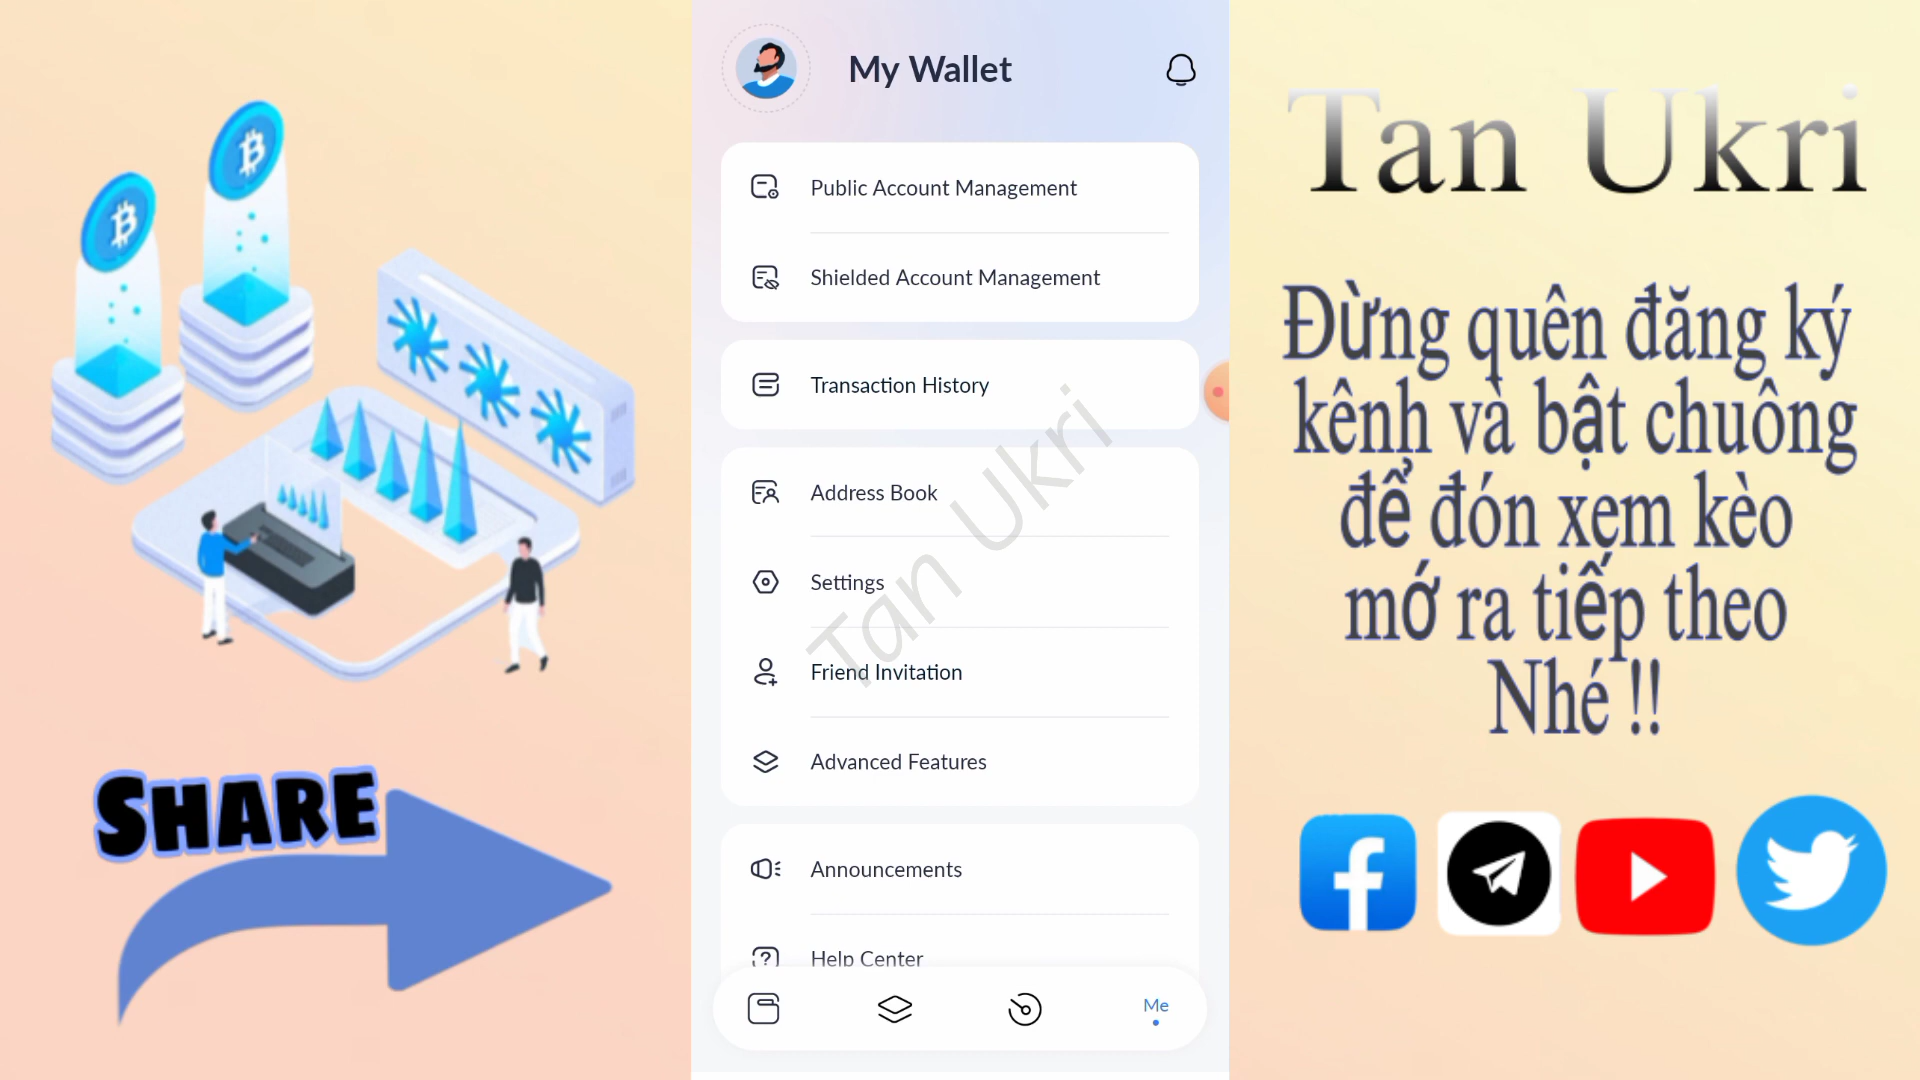 My Wallet
Public Account Management
Shielded Account Management
Transaction History
Address Book
Settings
Friend Invitation
Advanced Features
Announcements
Help Center
Me
Tan Ukri
SHARE
Tan Ukri
Đừng quên đăng ký
kênh và bật chuông
để đón xem kèo
mớ ra tiếp theo
Nhé !!